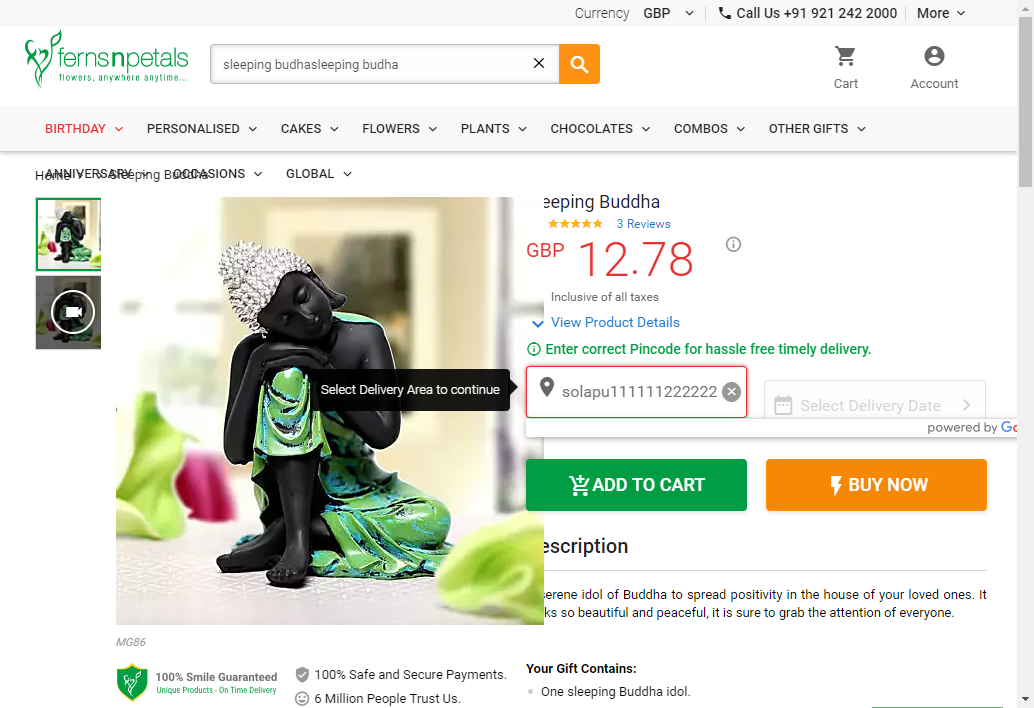 Currency GBP Call Us +91 921 242 2000 More
fernsnpetals
flowers, anywhere anytime...
sleeping budhasleeping budha
Cart
Account
BIRTHDAY PERSONALISED CAKES FLOWERS PLANTS CHOCOLATES COMBOS OTHER GIFTS
ANNIVERSARY OCCASIONS GLOBAL
Home Sleeping Buddha
eeping Buddha
3 Reviews
GBP 12.78
Inclusive of all taxes
View Product Details
Enter correct Pincode for hassle free timely delivery.
Select Delivery Area to continue
solapu111111222222
Select Delivery Date
powered by Go
ADD TO CART
BUY NOW
escription
serene idol of Buddha to spread positivity in the house of your loved ones. It
ks so beautiful and peaceful, it is sure to grab the attention of everyone.
MG86
100% Smile Guaranteed
Unique Products - On Time Delivery
100% Safe and Secure Payments.
6 Million People Trust Us.
Your Gift Contains:
One sleeping Buddha idol.